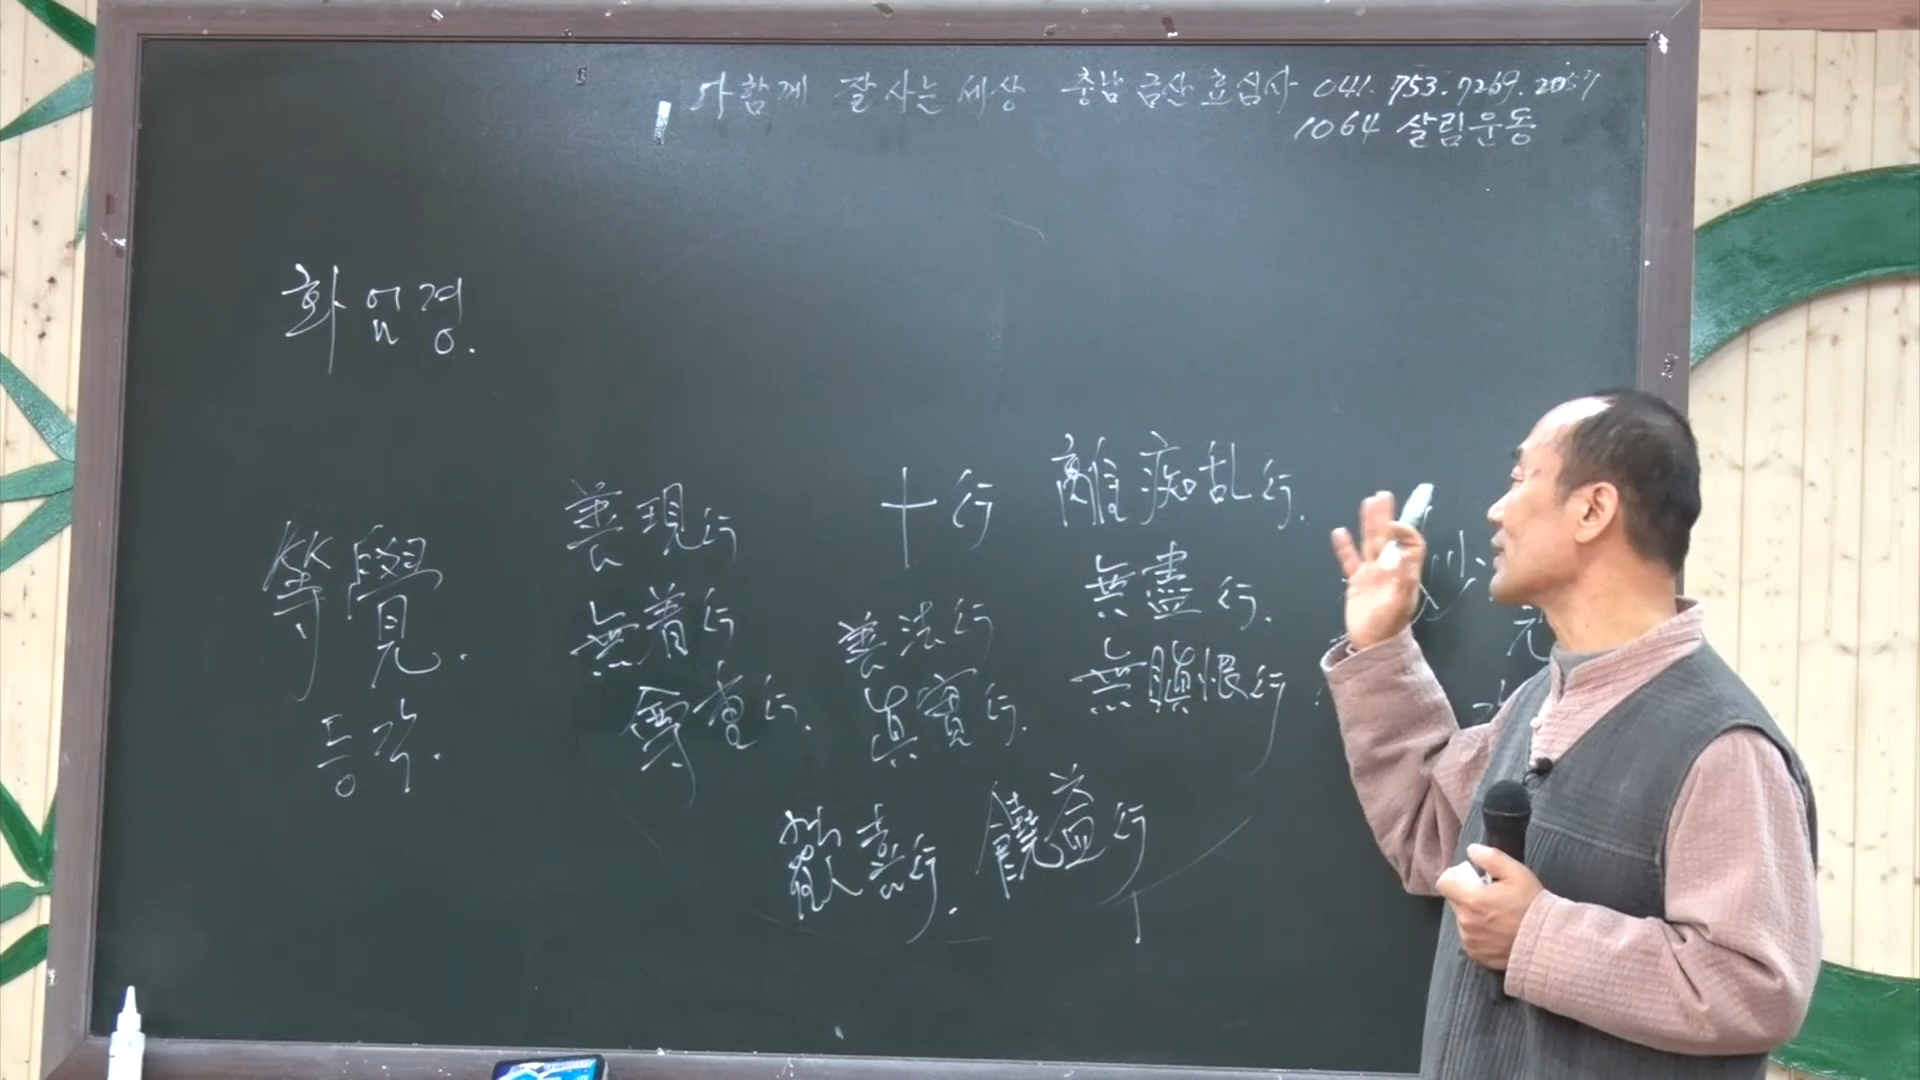 다함께 잘 사는 세상 충남 금산 효심사 041. 753. 7269. 2057
1064 살림운동
화엄경.
等覺.
등각.
善現行
無着行
尊重行.
十行
善法行
眞實行.
離痴乱行.
無盡行.
無瞋恨行
歡喜行. 饒益行
妙